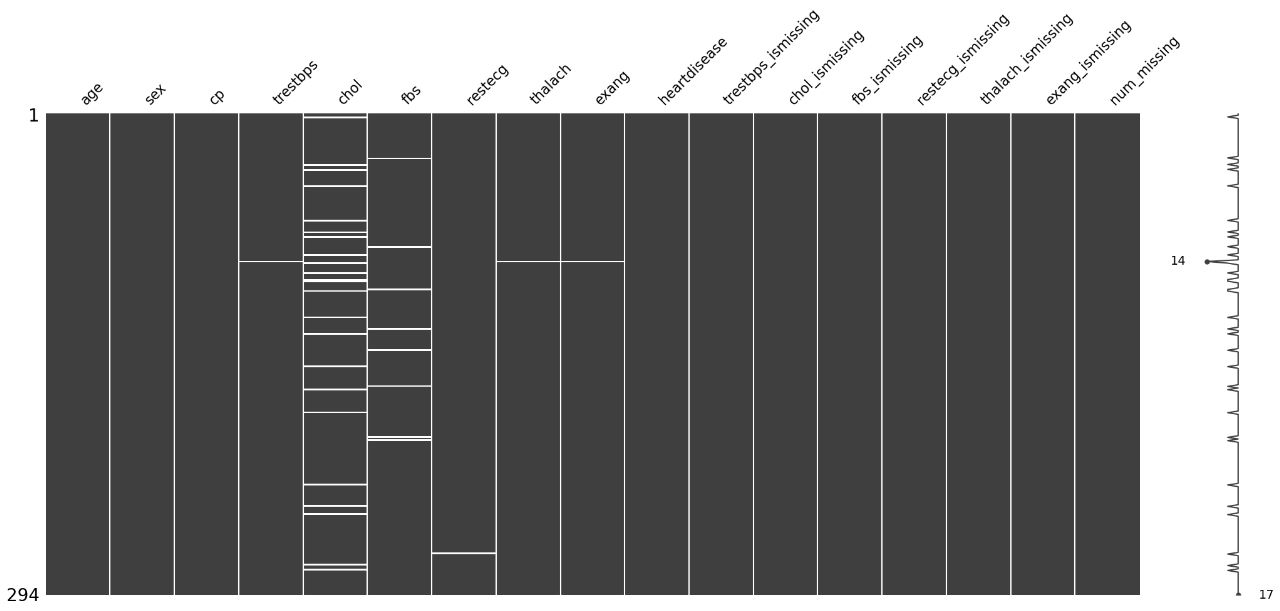 age
sex
cp
trestbps
chol
fbs
restecg
thalach
exang
heartdisease
trestbps_ismissing
chol_ismissing
fbs_ismissing
restecg_ismissing
thalach_ismissing
exang_ismissing
num_missing
1
14
294
17